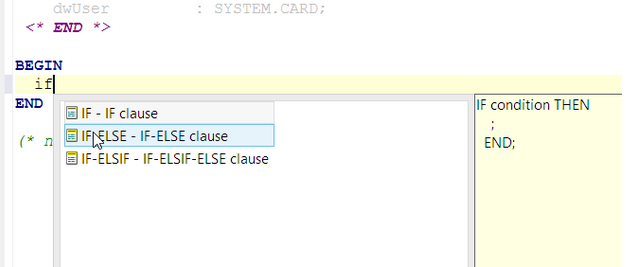 dwUser : SYSTEM.CARD;
<* END *>
BEGIN
if
END
IF - IF clause
IF-ELSE - IF-ELSE clause
IF-ELSIF - IF-ELSIF-ELSE clause
(* n
IF condition THEN
;
END;